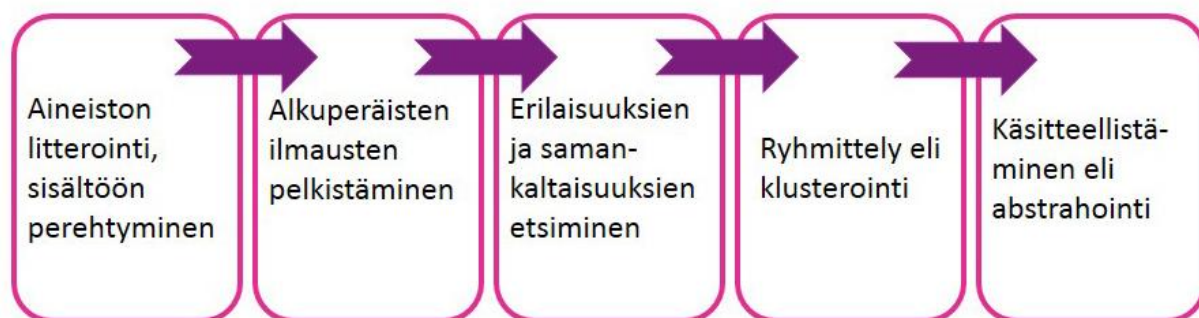 Aineiston
litterointi,
sisältöön
perehtyminen
Alkuperäisten
ilmausten
pelkistäminen
Erilaisuuksien
ja saman-
kaltaisuuksien
etsiminen
Ryhmittely eli
klusterointi
Käsitteellistä-
minen eli
abstrahointi